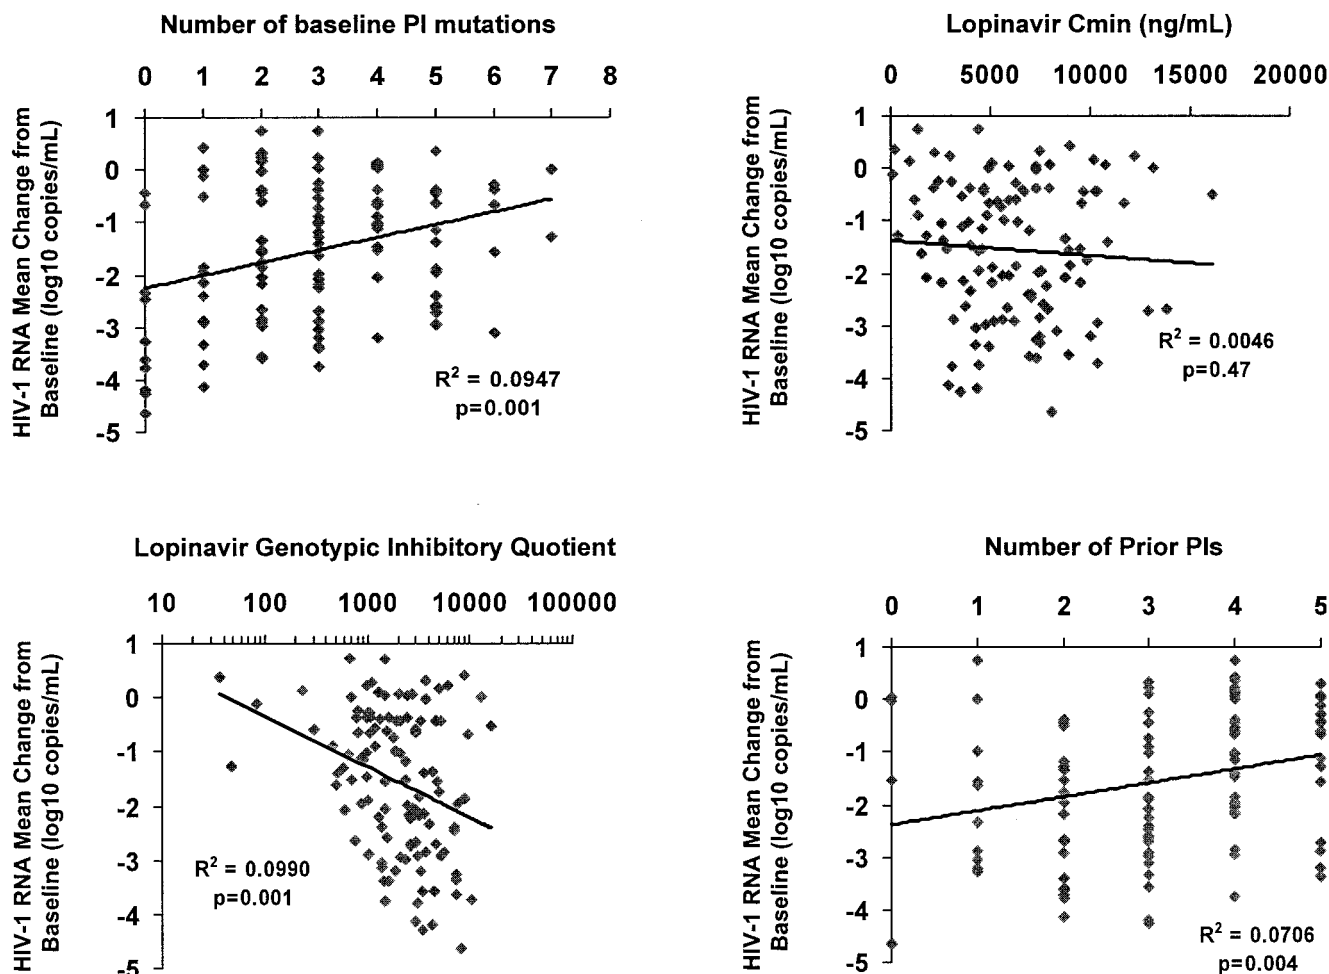 Number of baseline PI mutations
0 1 2 3 4 5 6 7 8
HIV-1 RNA Mean Change from
Baseline (log10 copies/mL)
1
0
-1
-2
-3
-4
-5
R² = 0.0947
p=0.001
Lopinavir Cmin (ng/mL)
0 5000 10000 15000 20000
HIV-1 RNA Mean Change from
Baseline (log10 copies/mL)
1
0
-1
-2
-3
-4
-5
R² = 0.0046
p=0.47
Lopinavir Genotypic Inhibitory Quotient
10 100 1000 10000 100000
HIV-1 RNA Mean Change from
Baseline (log10 copies/mL)
1
0
-1
-2
-3
-4
-5
R² = 0.0990
p=0.001
Number of Prior PIs
0 1 2 3 4 5
HIV-1 RNA Mean Change from
Baseline (log10 copies/mL)
1
0
-1
-2
-3
-4
-5
R² = 0.0706
p=0.004